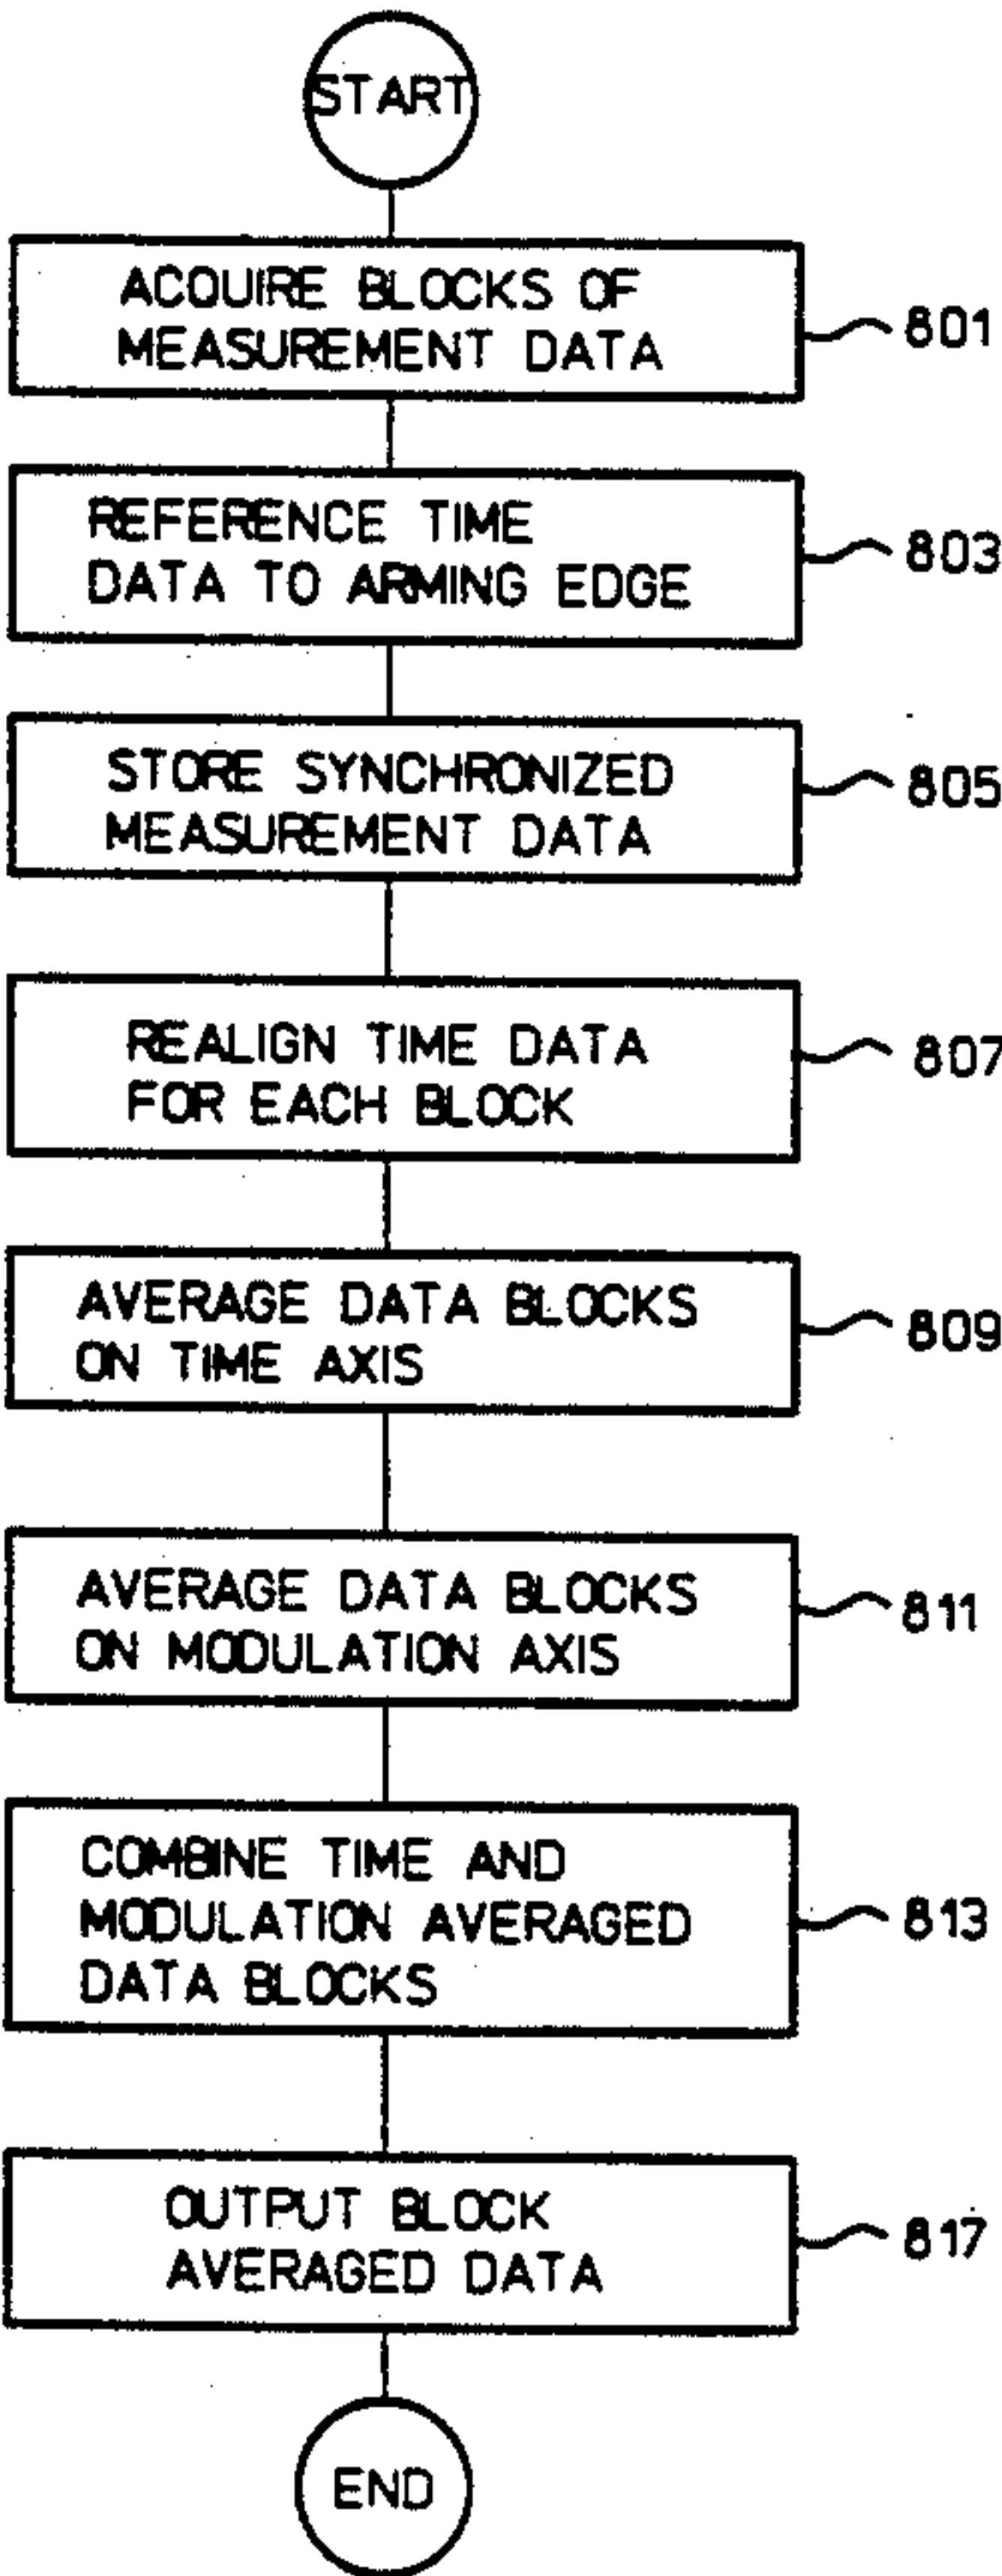 START
ACQUIRE BLOCKS OF
MEASUREMENT DATA
801
REFERENCE TIME
DATA TO ARMING EDGE
803
STORE SYNCHRONIZED
MEASUREMENT DATA
805
REALIGN TIME DATA
FOR EACH BLOCK
807
AVERAGE DATA BLOCKS
ON TIME AXIS
809
AVERAGE DATA BLOCKS
ON MODULATION AXIS
811
COMBINE TIME AND
MODULATION AVERAGED
DATA BLOCKS
813
OUTPUT BLOCK
AVERAGED DATA
817
END